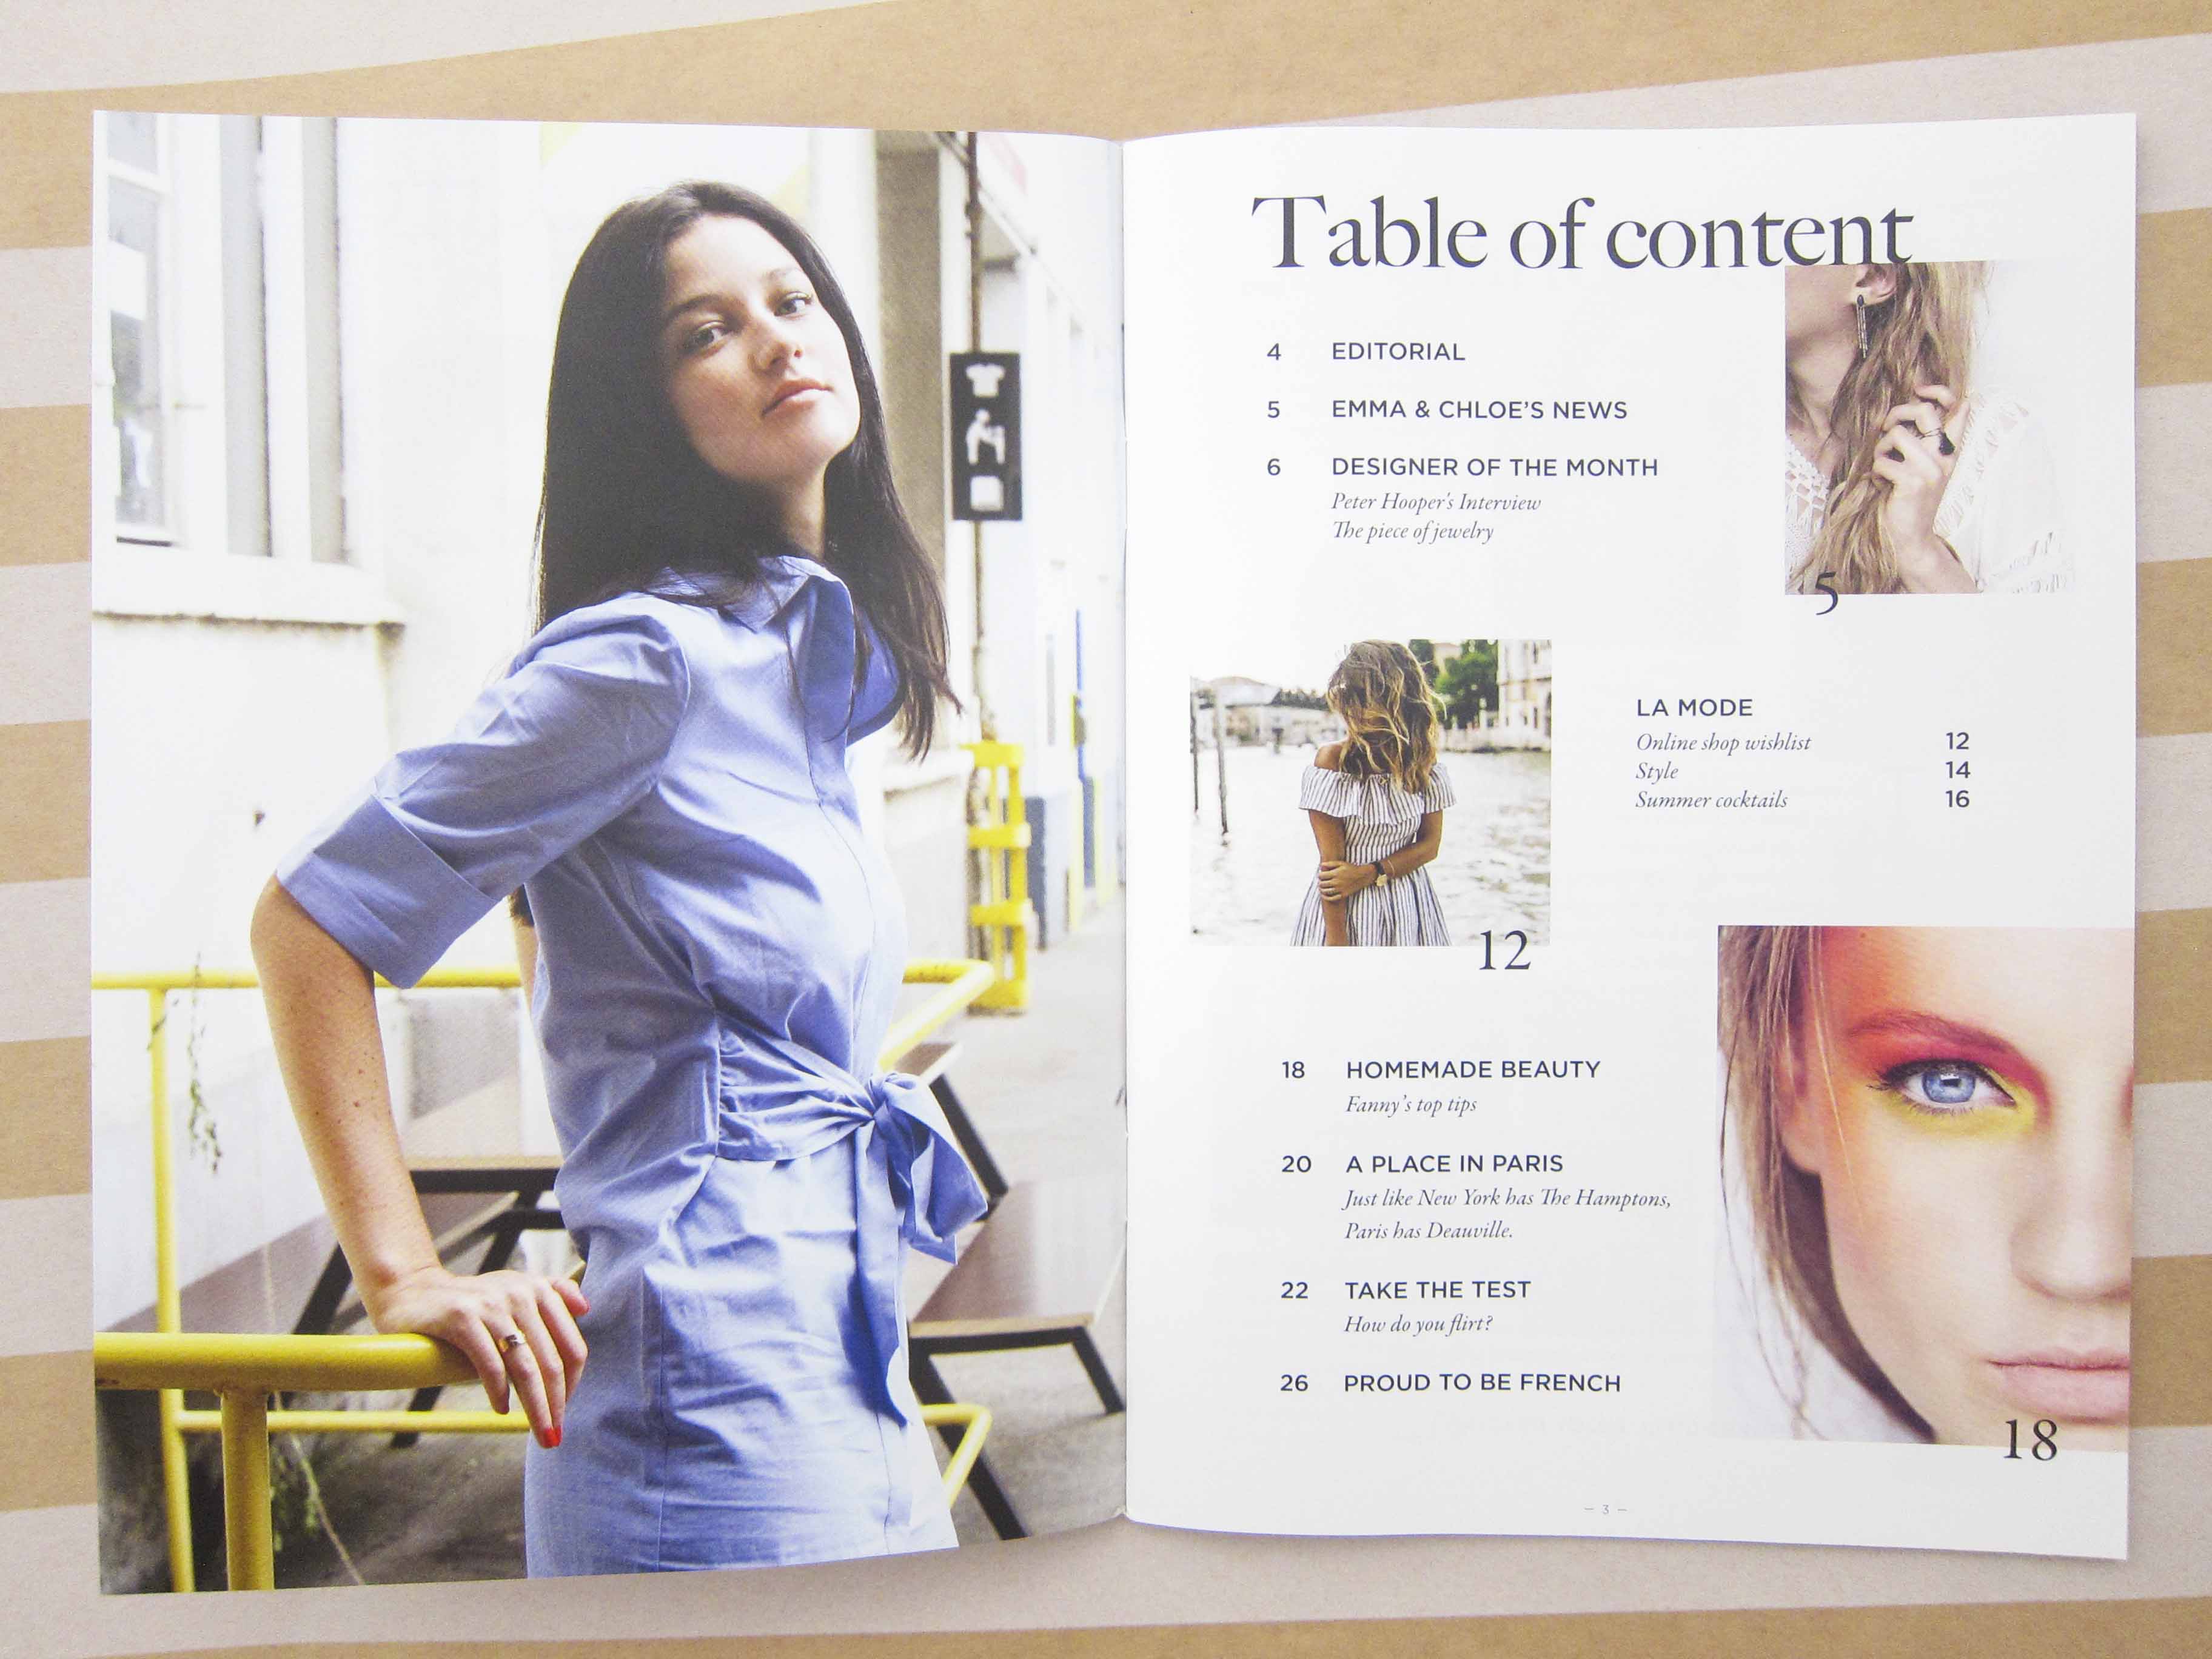 Table of content
4 EDITORIAL
5 EMMA & CHLOE'S NEWS
6 DESIGNER OF THE MONTH
Peter Hooper's Interview
The piece of jewelry
5
LA MODE
Online shop wishlist 12
Style 14
Summer cocktails 16
12
18 HOMEMADE BEAUTY
Fanny's top tips
20 A PLACE IN PARIS
Just like New York has The Hamptons,
Paris has Deauville.
22 TAKE THE TEST
How do you flirt?
26 PROUD TO BE FRENCH
18
– 3 –